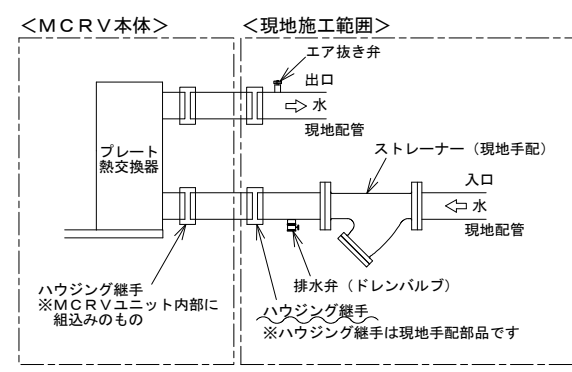 <MCRV本体>
<現地施工範囲>
エア抜き弁
出口
水
現地配管
プレート
熱交換器
ストレーナー（現地手配）
入口
水
現地配管
排水弁（ドレンバルブ）
ハウジング継手
※MCRVユニット内部に
組込みのもの
ハウジング継手
※ハウジング継手は現地手配部品です